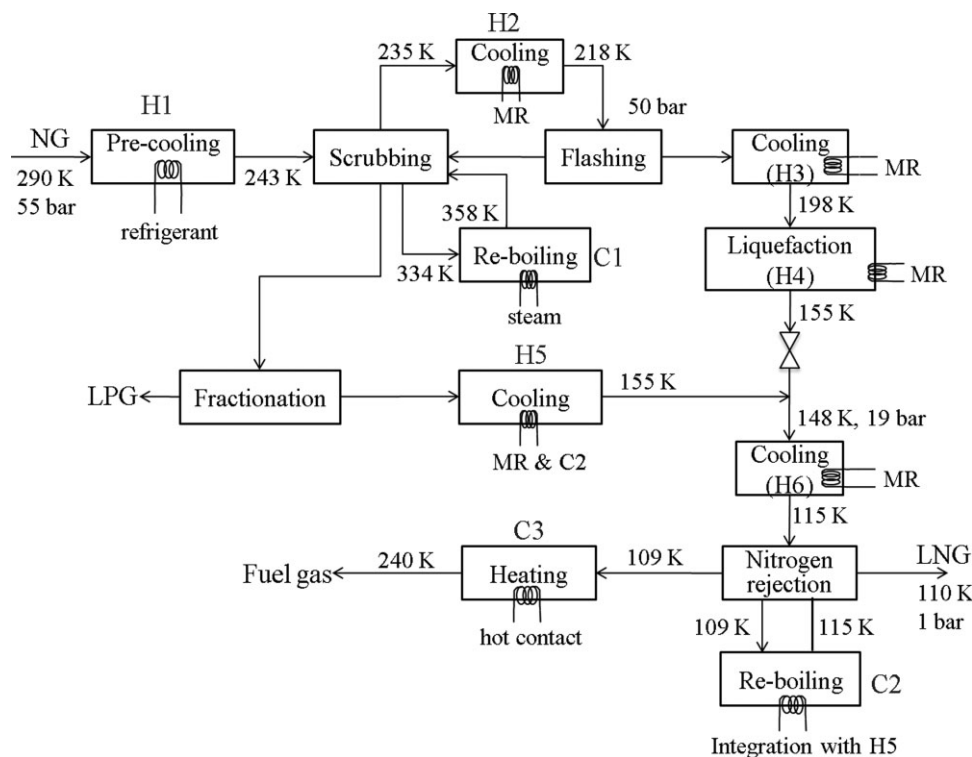 H2
235 K
Cooling
218 K
MR
50 bar
H1
NG
Pre-cooling
290 K
55 bar
243 K
refrigerant
Scrubbing
Flashing
Cooling
(H3)
MR
198 K
358 K
334 K
Re-boiling
C1
steam
Liquefaction
(H4)
MR
155 K
H5
LPG
Fractionation
Cooling
155 K
MR & C2
148 K, 19 bar
Cooling
(H6)
MR
115 K
C3
Fuel gas
240 K
Heating
109 K
hot contact
Nitrogen
rejection
LNG
110 K
1 bar
109 K
115 K
Re-boiling
C2
Integration with H5